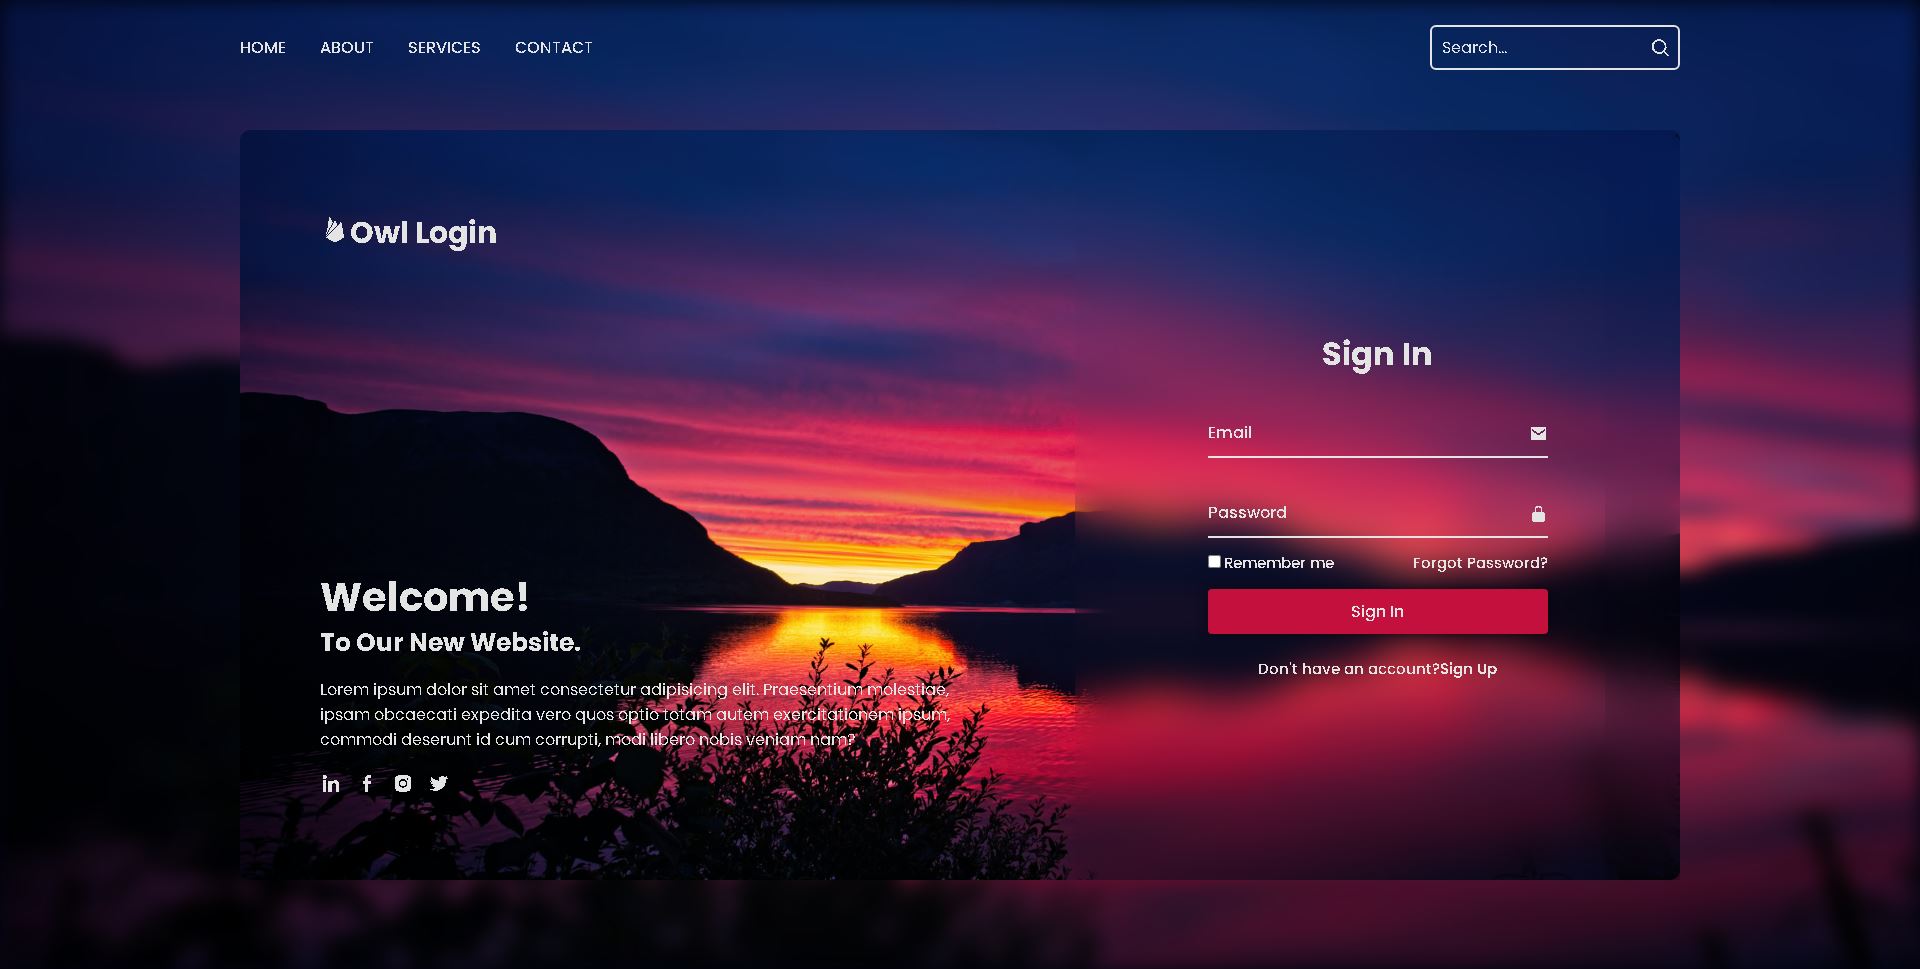 HOME ABOUT SERVICES CONTACT Search...
Owl Login
Welcome!
To Our New Website.
Lorem ipsum dolor sit amet consectetur adipisicing elit. Praesentium molestiae,
ipsam obcaecati expedita vero quos optio totam autem exercitationem ipsum,
commodi deserunt id cum corrupti, modi libero nobis veniam nam?
in f
Sign In
Email
Password
Remember me Forgot Password?
Sign In
Don't have an account?Sign Up